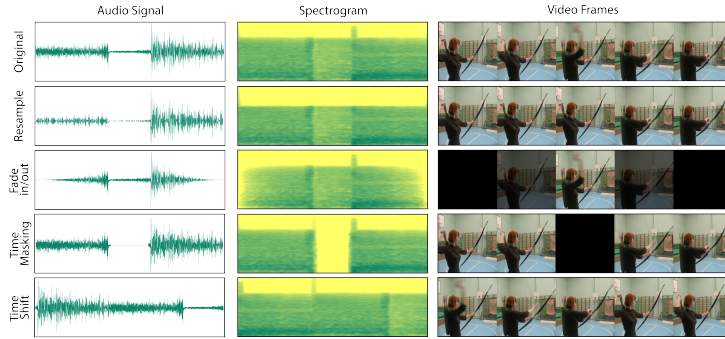 Audio Signal Spectrogram Video Frames
Original
Resample
Fade
in/out
Time
Masking
Time
Shift